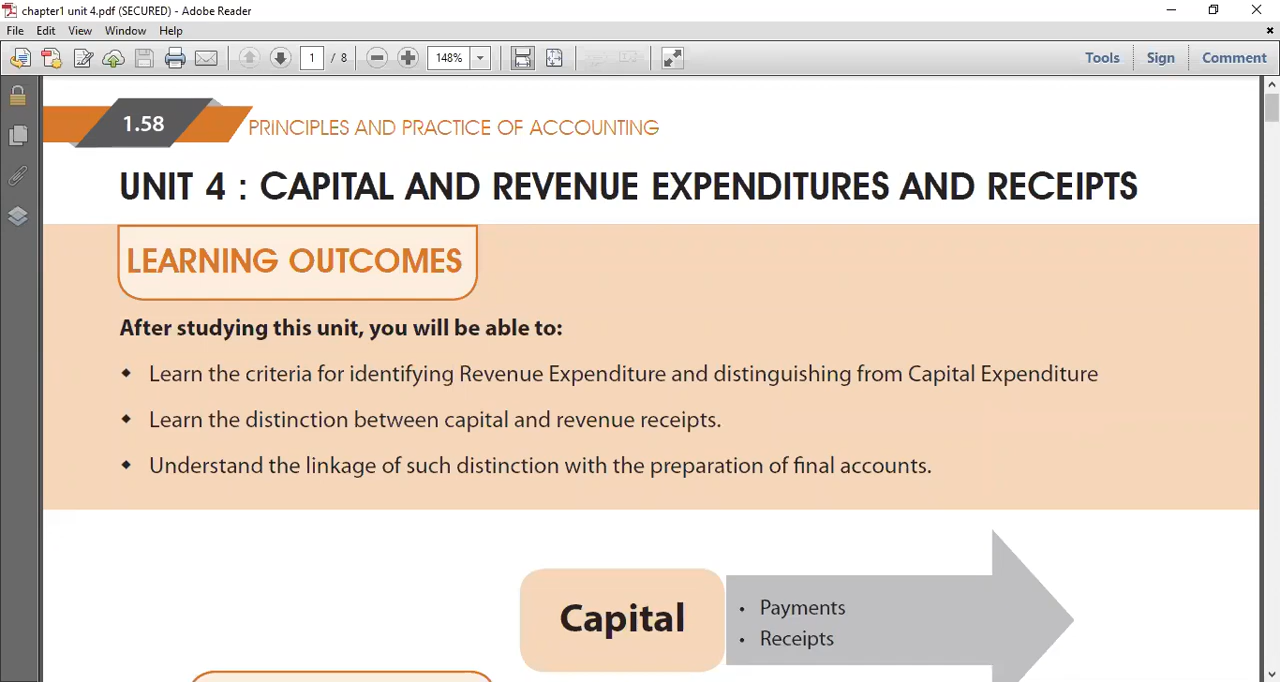 chapter1 unit 4.pdf (SECURED) - Adobe Reader
File Edit View Window Help
1 / 8 148% Tools Sign Comment
1.58 PRINCIPLES AND PRACTICE OF ACCOUNTING
UNIT 4 : CAPITAL AND REVENUE EXPENDITURES AND RECEIPTS
LEARNING OUTCOMES
After studying this unit, you will be able to:
◆ Learn the criteria for identifying Revenue Expenditure and distinguishing from Capital Expenditure
◆ Learn the distinction between capital and revenue receipts.
◆ Understand the linkage of such distinction with the preparation of final accounts.
Capital
• Payments
• Receipts